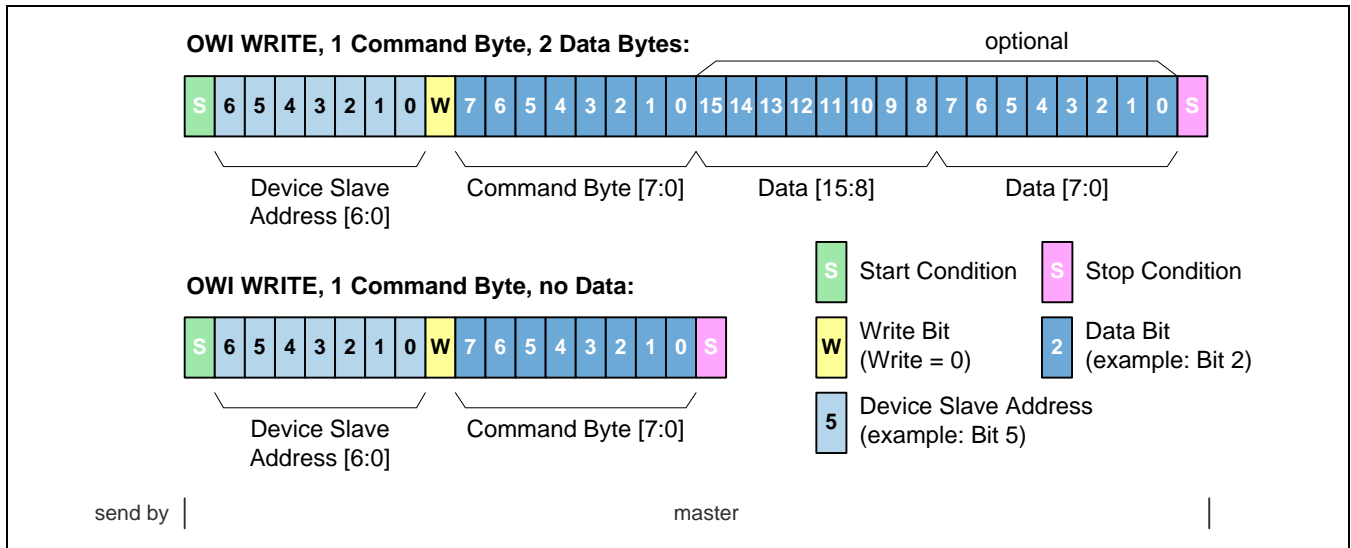 OWI WRITE, 1 Command Byte, 2 Data Bytes:
optional
S 6 5 4 3 2 1 0 W 7 6 5 4 3 2 1 0 15 14 13 12 11 10 9 8 7 6 5 4 3 2 1 0 S
Device Slave
Address [6:0]
Command Byte [7:0]
Data [15:8]
Data [7:0]
OWI WRITE, 1 Command Byte, no Data:
S 6 5 4 3 2 1 0 W 7 6 5 4 3 2 1 0 S
Device Slave
Address [6:0]
Command Byte [7:0]
S Start Condition
S Stop Condition
W Write Bit
(Write = 0)
2 Data Bit
(example: Bit 2)
5 Device Slave Address
(example: Bit 5)
send by
master